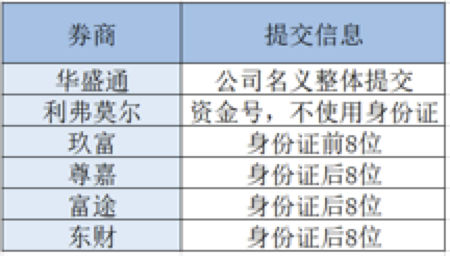 券商 提交信息
华盛通 公司名义整体提交
利弗莫尔 资金号，不使用身份证
玖富 身份证前8位
尊嘉 身份证后8位
富途 身份证后8位
东财 身份证后8位